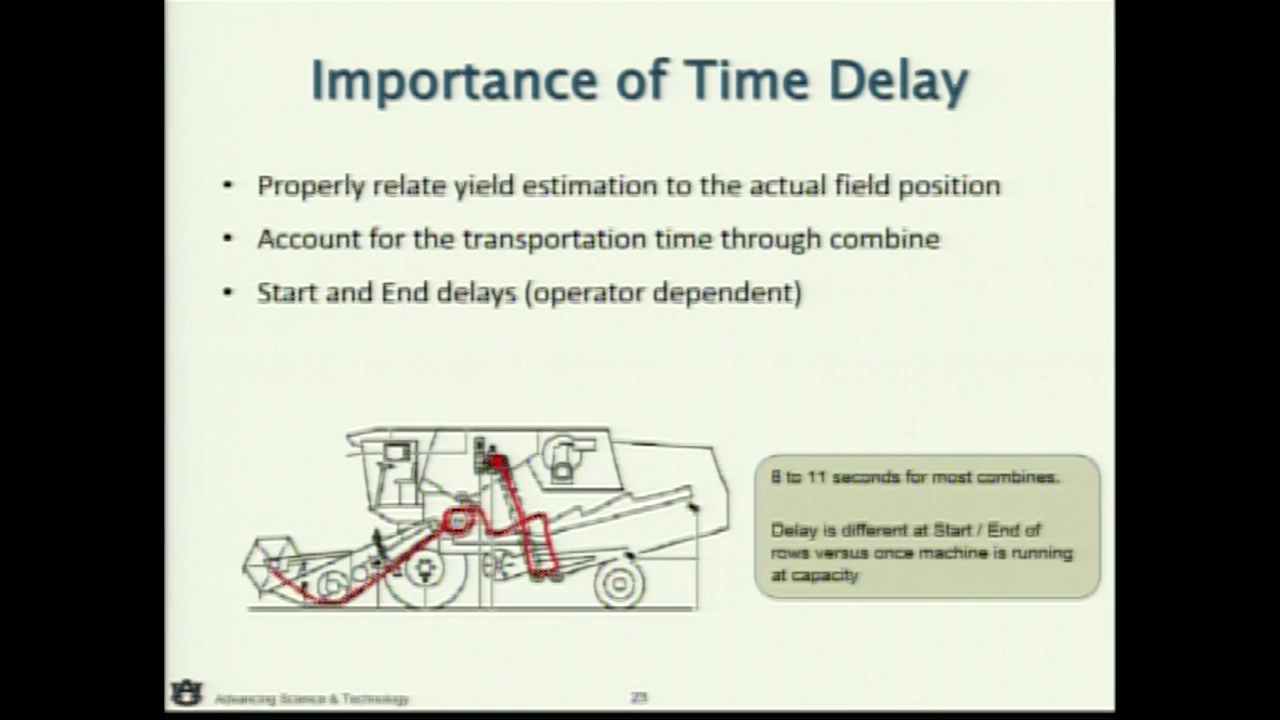 Importance of Time Delay
• Properly relate yield estimation to the actual field position
• Account for the transportation time through combine
• Start and End delays (operator dependent)
8 to 11 seconds for most combines.
Delay is different at Start / End of
rows versus once machine is running
at capacity
Advancing Science & Technology
23